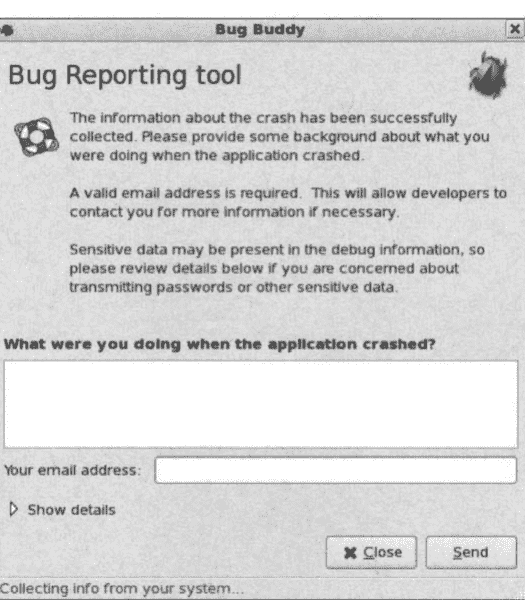 Bug Buddy
Bug Reporting tool
The information about the crash has been successfully
collected. Please provide some background about what you
were doing when the application crashed.
A valid email address is required. This will allow developers to
contact you for more information if necessary.
Sensitive data may be present in the debug information, so
please review details below if you are concerned about
transmitting passwords or other sensitive data.
What were you doing when the application crashed?
Your email address:
Show details
Close
Send
Collecting info from your system...